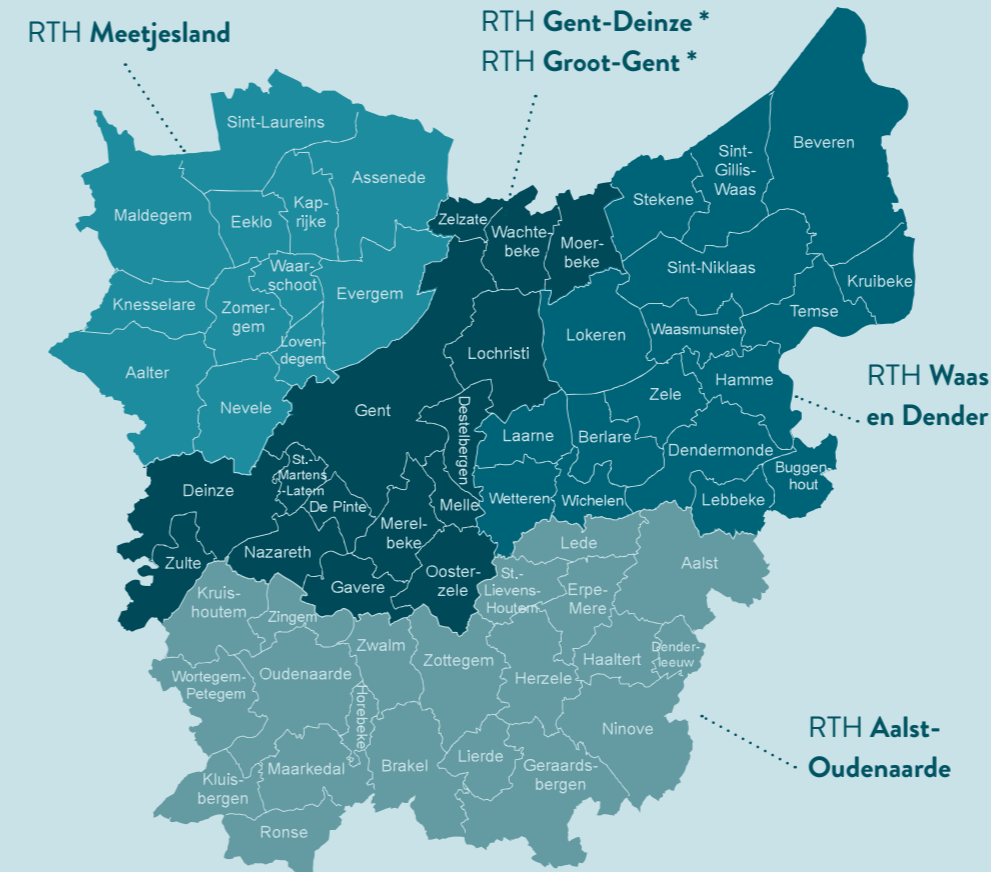 RTH Meetjesland
RTH Gent-Deinze *
RTH Groot-Gent *
Sint-Laureins
Assenede
Maldegem
Eeklo
Kap-
rijke
Waar-
schoot
Evergem
Knesselare
Zomer-
gem
Loven-
degem
Aalter
Nevele
Zelzate
Wachte-
beke
Moer-
beke
Lochristi
Gent
Destelbergen
Deinze
St.-
Martens
-Latem
De Pinte
Melle
Merel-
beke
Nazareth
Zulte
Gavere
Ooster-
zele
Beveren
Sint-
Gillis-
Waas
Stekene
Sint-Niklaas
Kruibeke
Temse
Lokeren
Waasmunster
Hamme
Zele
Laarne
Berlare
Dendermonde
Buggen-
hout
Wetteren
Wichelen
Lebbeke
RTH Waas
en Dender
Lede
Aalst
St.-
Lievens-
Houtem
Erpe-
Mere
Kruis-
houtem
Zingem
Zwalm
Zottegem
Herzele
Haaltert
Dender-
leeuw
Wortegem-
Petegem
Oudenaarde
Horebeke
Ninove
Lierde
Geraards-
bergen
Brakel
Maarkedal
Kluis-
bergen
Ronse
RTH Aalst-
Oudenaarde